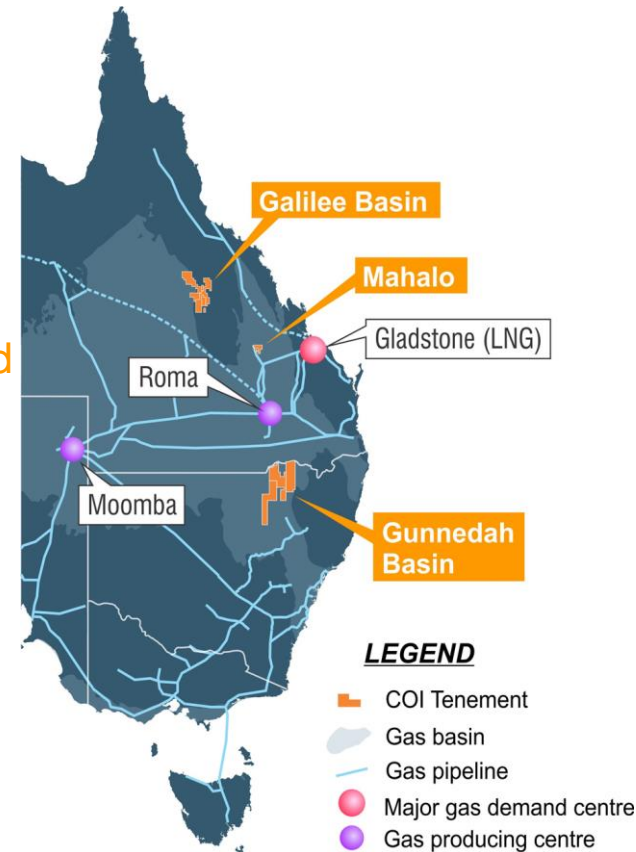 Galilee Basin
Mahalo
Gladstone (LNG)
d
Roma
Moomba
Gunnedah
Basin
LEGEND
COI Tenement
Gas basin
Gas pipeline
Major gas demand centre
Gas producing centre